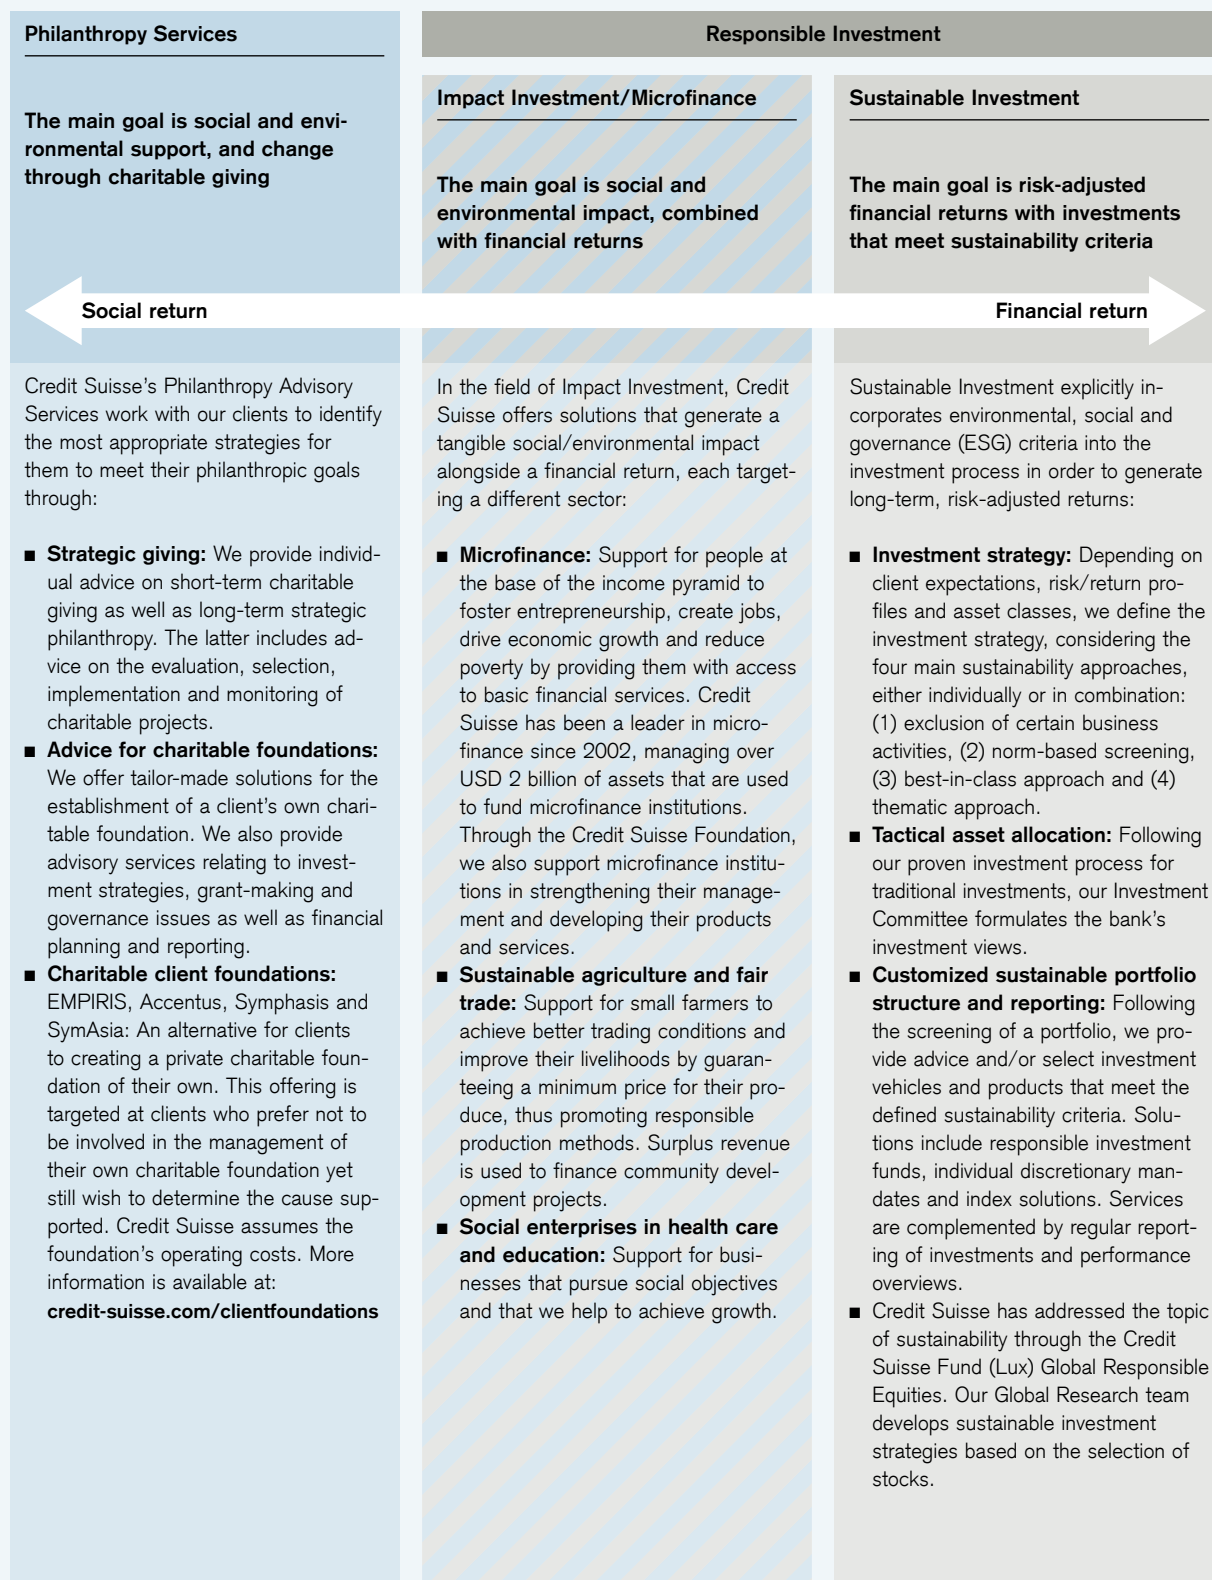 Philanthropy Services
The main goal is social and envi-
ronmental support, and change
through charitable giving
Responsible Investment
Impact Investment/Microfinance
The main goal is social and
environmental impact, combined
with financial returns
Sustainable Investment
The main goal is risk-adjusted
financial returns with investments
that meet sustainability criteria
Social return
Financial return
Credit Suisse's Philanthropy Advisory
Services work with our clients to identify
the most appropriate strategies for
them to meet their philanthropic goals
through:
■ Strategic giving: We provide individ-
ual advice on short-term charitable
giving as well as long-term strategic
philanthropy. The latter includes ad-
vice on the evaluation, selection,
implementation and monitoring of
charitable projects.
■ Advice for charitable foundations:
We offer tailor-made solutions for the
establishment of a client's own chari-
table foundation. We also provide
advisory services relating to invest-
ment strategies, grant-making and
governance issues as well as financial
planning and reporting.
■ Charitable client foundations:
EMPIRIS, Accentus, Symphasis and
SymAsia: An alternative for clients
to creating a private charitable foun-
dation of their own. This offering is
targeted at clients who prefer not to
be involved in the management of
their own charitable foundation yet
still wish to determine the cause sup-
ported. Credit Suisse assumes the
foundation's operating costs. More
information is available at:
credit-suisse.com/clientfoundations
In the field of Impact Investment, Credit
Suisse offers solutions that generate a
tangible social/environmental impact
alongside a financial return, each target-
ing a different sector:
■ Microfinance: Support for people at
the base of the income pyramid to
foster entrepreneurship, create jobs,
drive economic growth and reduce
poverty by providing them with access
to basic financial services. Credit
Suisse has been a leader in micro-
finance since 2002, managing over
USD 2 billion of assets that are used
to fund microfinance institutions.
Through the Credit Suisse Foundation,
we also support microfinance institu-
tions in strengthening their manage-
ment and developing their products
and services.
■ Sustainable agriculture and fair
trade: Support for small farmers to
achieve better trading conditions and
improve their livelihoods by guaran-
teeing a minimum price for their pro-
duce, thus promoting responsible
production methods. Surplus revenue
is used to finance community devel-
opment projects.
■ Social enterprises in health care
and education: Support for busi-
nesses that pursue social objectives
and that we help to achieve growth.
Sustainable Investment explicitly in-
corporates environmental, social and
governance (ESG) criteria into the
investment process in order to generate
long-term, risk-adjusted returns:
■ Investment strategy: Depending on
client expectations, risk/return pro-
files and asset classes, we define the
investment strategy, considering the
four main sustainability approaches,
either individually or in combination:
(1) exclusion of certain business
activities, (2) norm-based screening,
(3) best-in-class approach and (4)
thematic approach.
■ Tactical asset allocation: Following
our proven investment process for
traditional investments, our Investment
Committee formulates the bank's
investment views.
■ Customized sustainable portfolio
structure and reporting: Following
the screening of a portfolio, we pro-
vide advice and/or select investment
vehicles and products that meet the
defined sustainability criteria. Solu-
tions include responsible investment
funds, individual discretionary man-
dates and index solutions. Services
are complemented by regular report-
ing of investments and performance
overviews.
■ Credit Suisse has addressed the topic
of sustainability through the Credit
Suisse Fund (Lux) Global Responsible
Equities. Our Global Research team
develops sustainable investment
strategies based on the selection of
stocks.